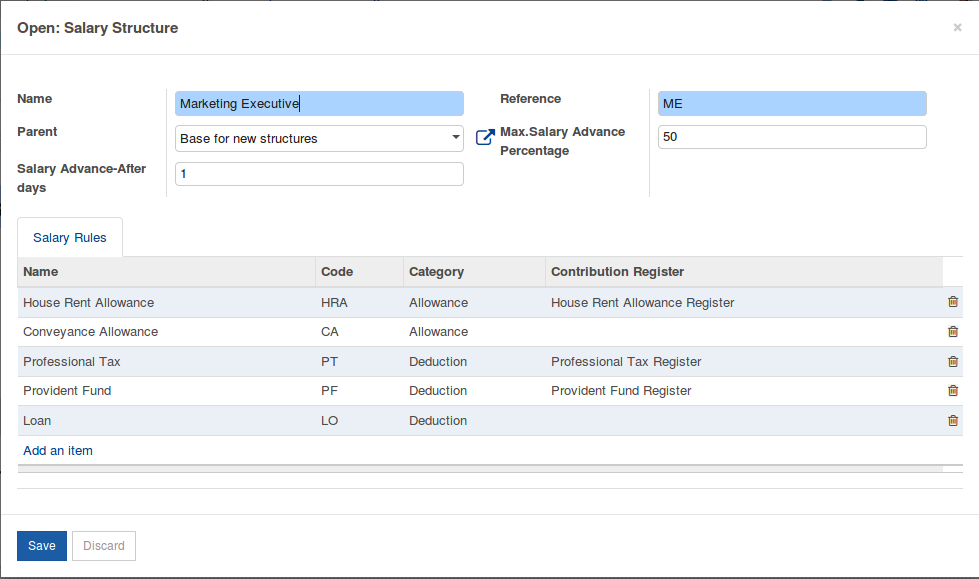 Open: Salary Structure ×
Name Marketing Executive Reference ME
Parent Base for new structures Max.Salary Advance Percentage 50
Salary Advance-After days 1
Salary Rules
Name Code Category Contribution Register
House Rent Allowance HRA Allowance House Rent Allowance Register
Conveyance Allowance CA Allowance
Professional Tax PT Deduction Professional Tax Register
Provident Fund PF Deduction Provident Fund Register
Loan LO Deduction
Add an item
Save Discard